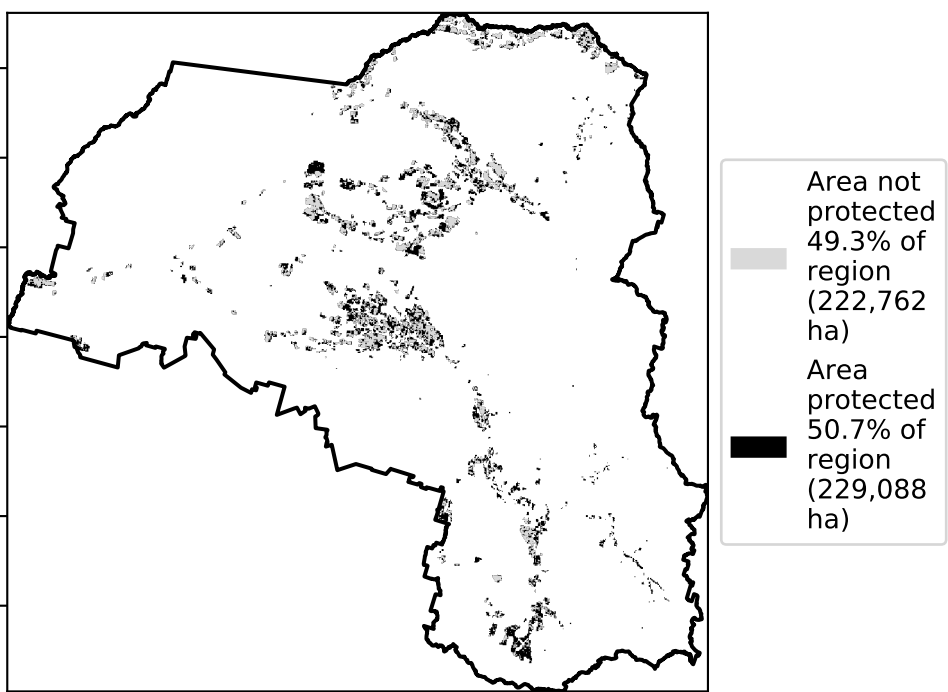 Area not
protected
49.3% of
region
(222,762
ha)
Area
protected
50.7% of
region
(229,088
ha)